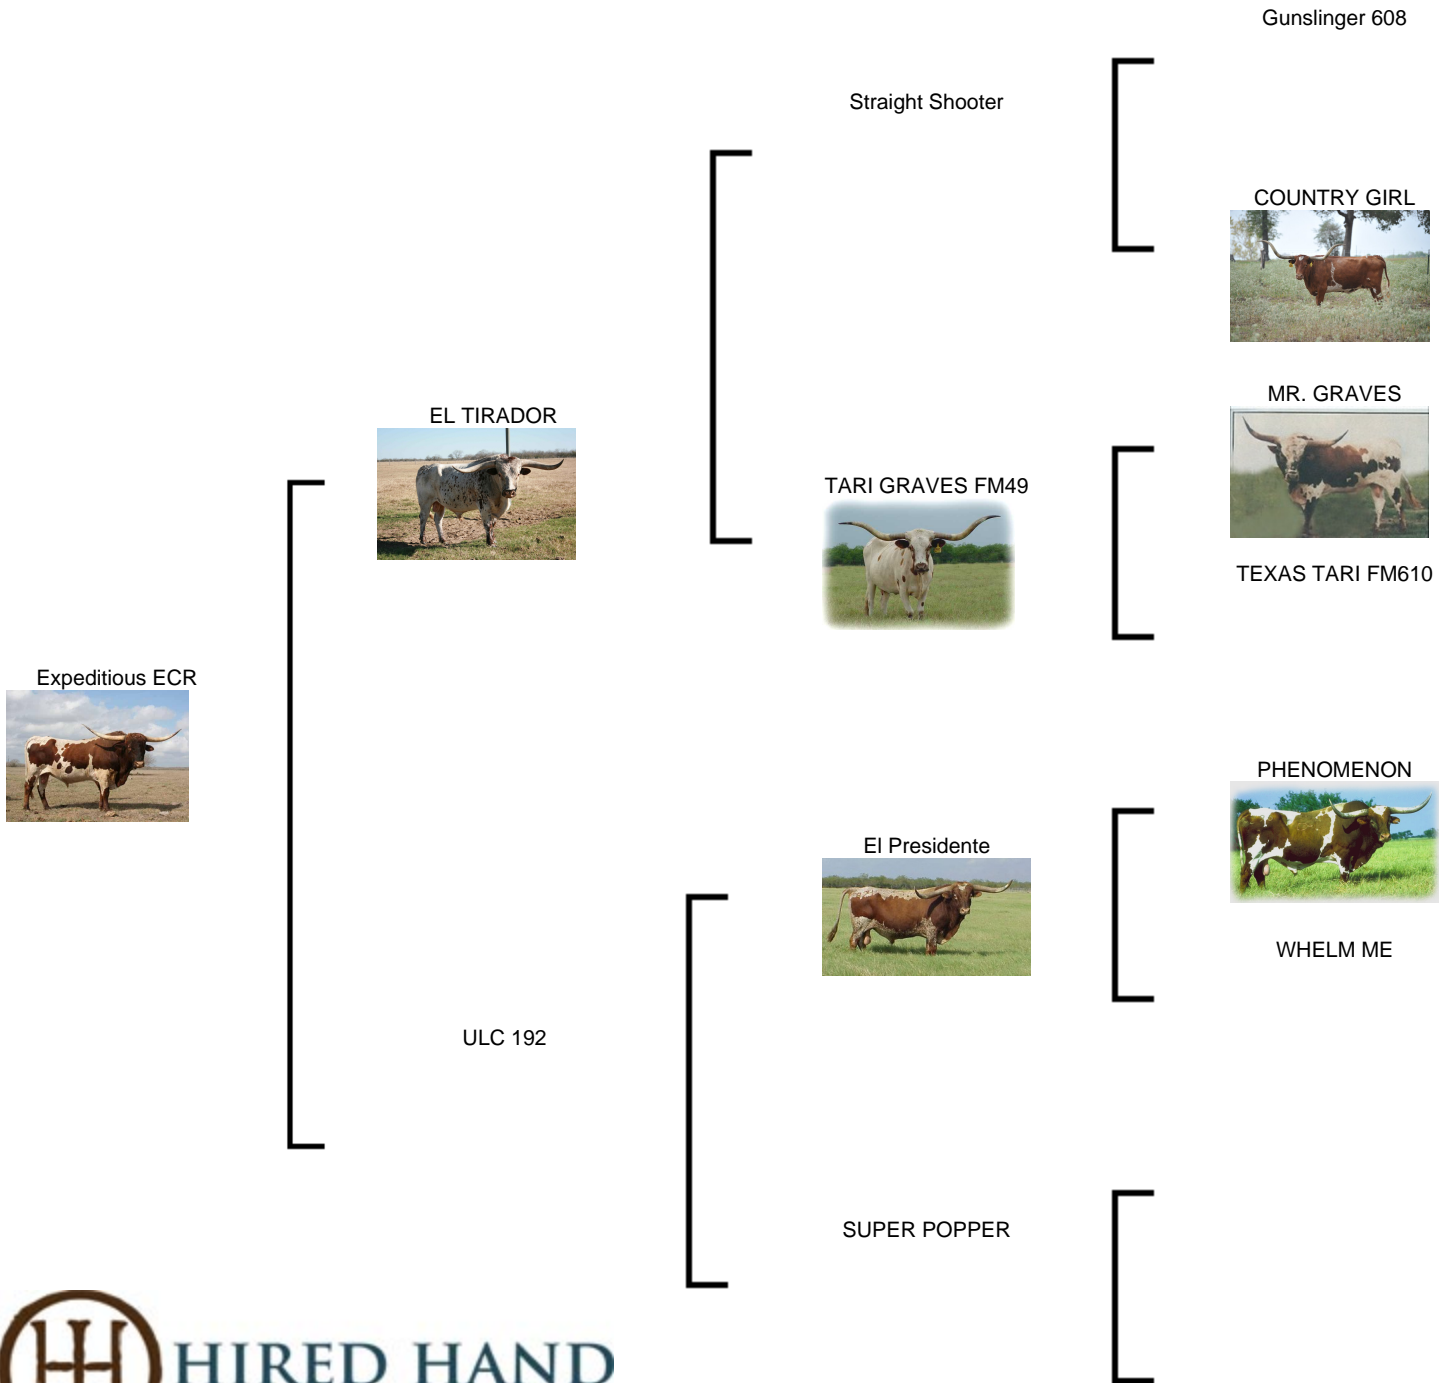 Gunslinger 608
Straight Shooter
COUNTRY GIRL
MR. GRAVES
EL TIRADOR
TARI GRAVES FM49
TEXAS TARI FM610
Expeditious ECR
PHENOMENON
El Presidente
WHELM ME
ULC 192
SUPER POPPER
HIRED HAND